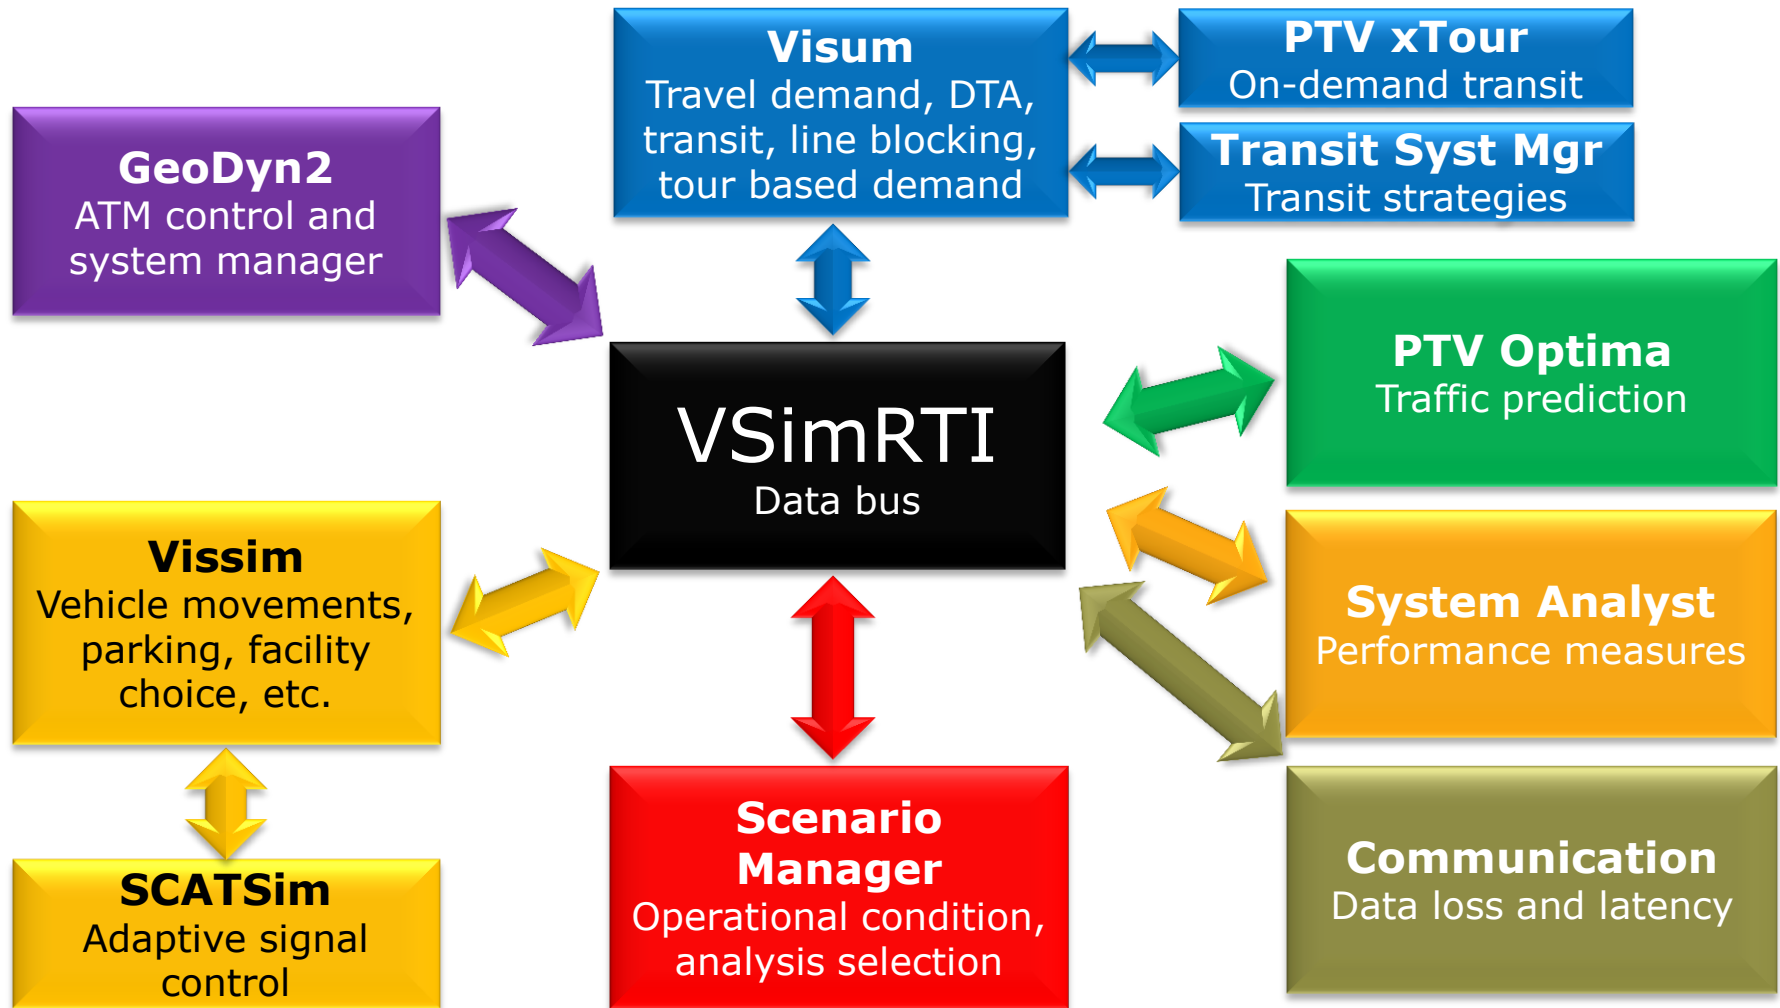 Visum
Travel demand, DTA,
transit, line blocking,
tour based demand
PTV xTour
On-demand transit
Transit Syst Mgr
Transit strategies
GeoDyn2
ATM control and
system manager
PTV Optima
Traffic prediction
VSimRTI
Data bus
Vissim
Vehicle movements,
parking, facility
choice, etc.
System Analyst
Performance measures
SCATSim
Adaptive signal
control
Scenario
Manager
Operational condition,
analysis selection
Communication
Data loss and latency